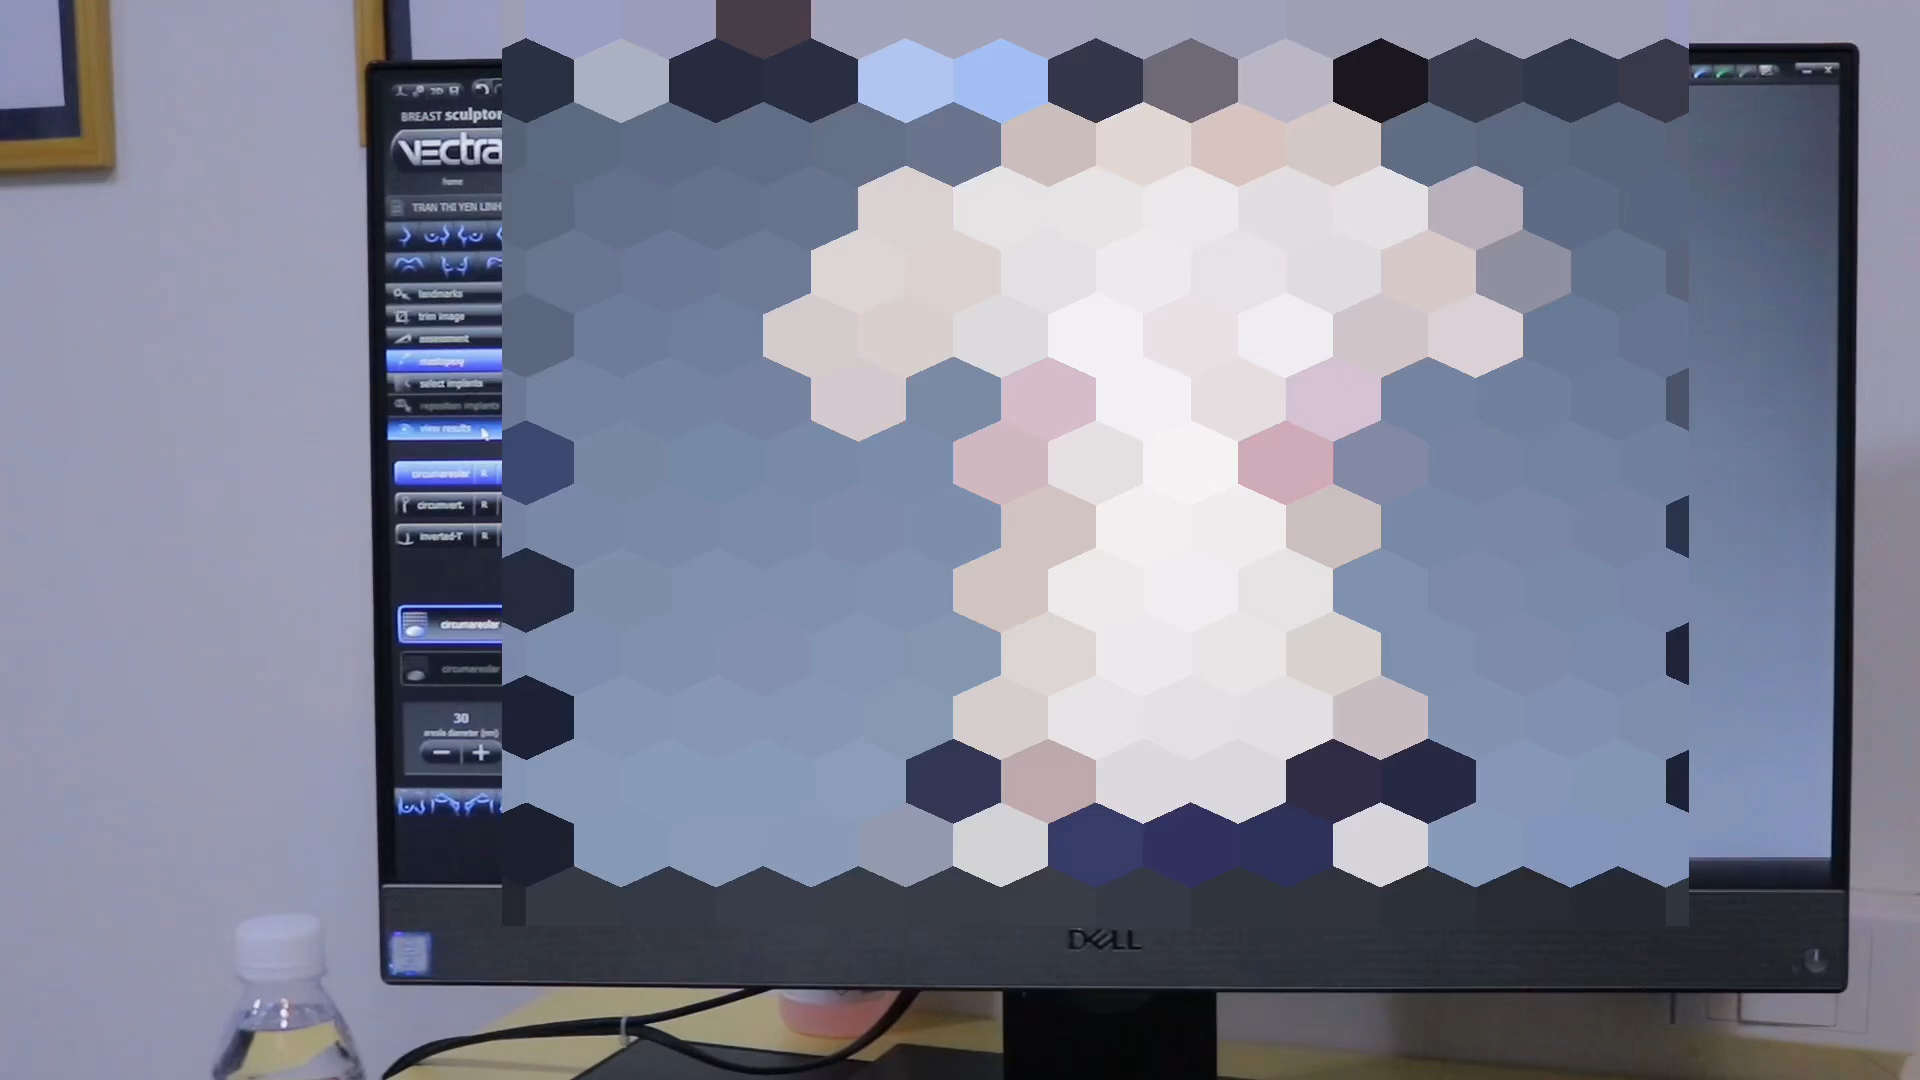 BREAST sculptor
vectra
home
TRAN THI YEN LINH
landmarks
trim image
assessment
mastopexy
select implants
reposition implants
view results
circumareolar R
circumvert. R
inverted-T R
circumareolar
circumareolar
30
areola diameter (mm)
DELL